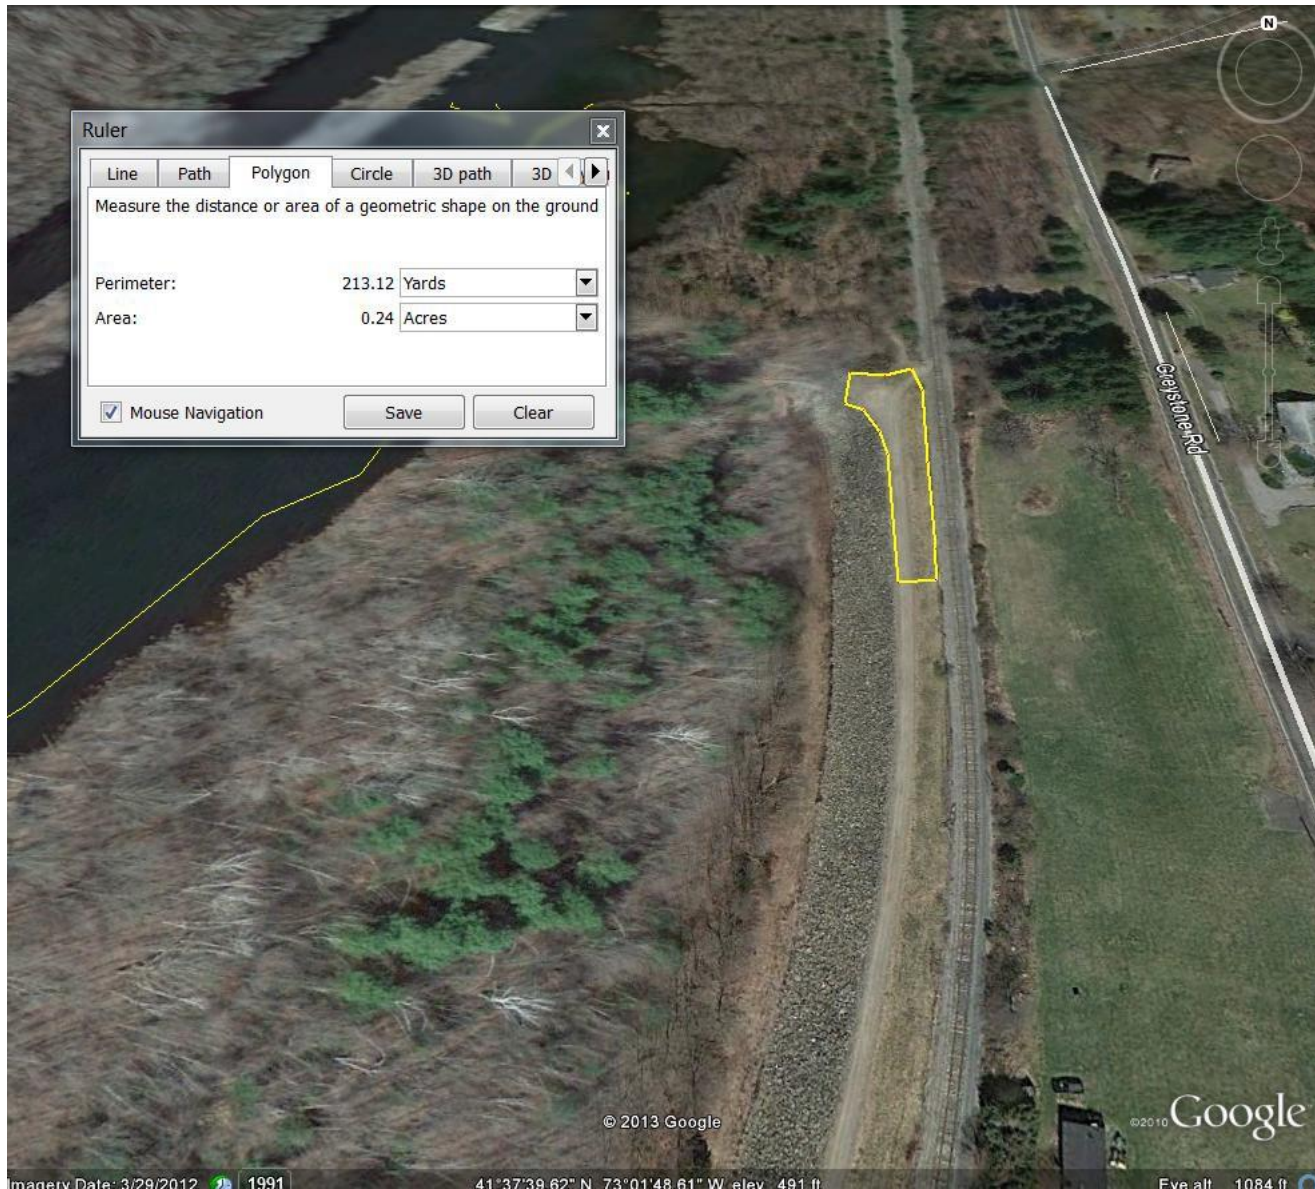 N
Ruler
Line Path Polygon Circle 3D path 3D
Measure the distance or area of a geometric shape on the ground
Perimeter: 213.12 Yards
Area: 0.24 Acres
Mouse Navigation Save Clear
Greystone Rd
© 2013 Google
©2010 Google
Imagery Date: 3/29/2012 1991 41°37'39.62" N 73°01'48.61" W elev 491 ft Eye alt 1084 ft